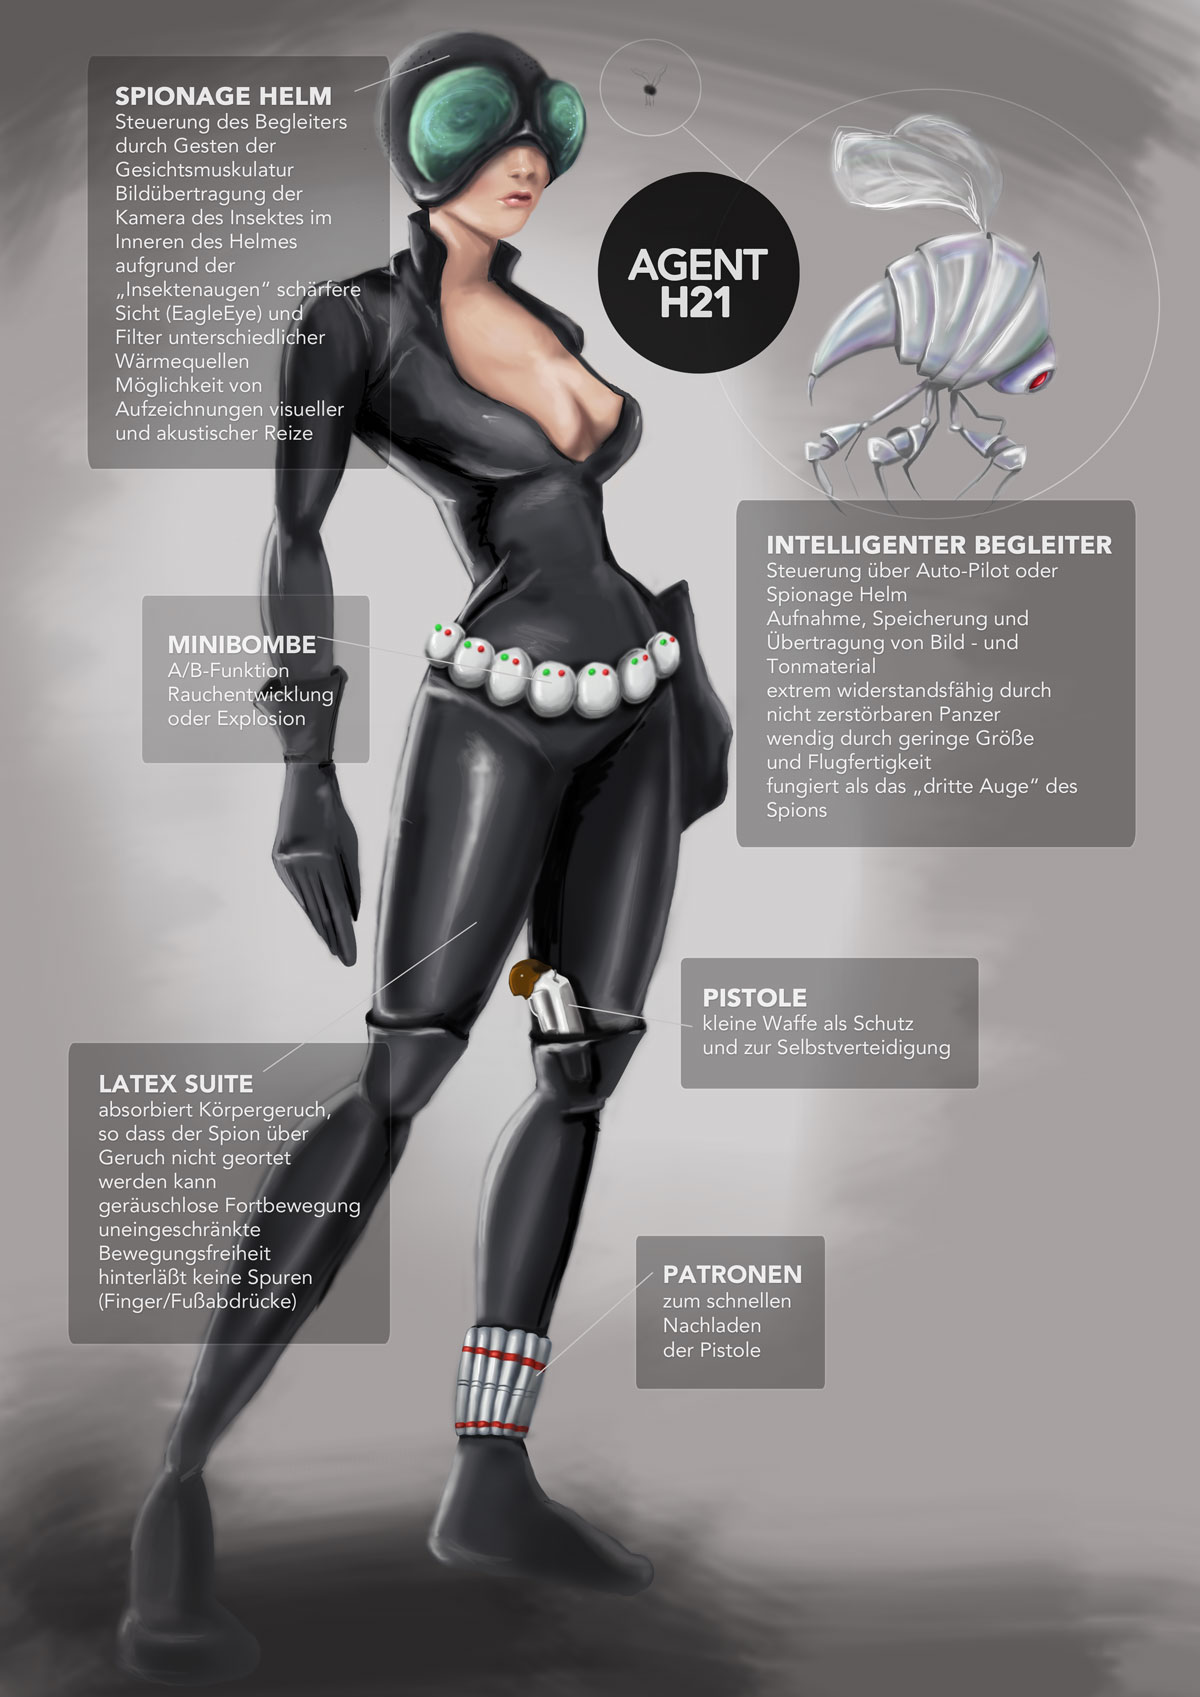 SPIONAGE HELM
Steuerung des Begleiters
durch Gesten der
Gesichtsmuskulatur
Bildübertragung der
Kamera des Insektes im
Inneren des Helmes
aufgrund der
„Insektenaugen“ schärfere
Sicht (EagleEye) und
Filter unterschiedlicher
Wärmequellen
Möglichkeit von
Aufzeichnungen visueller
und akustischer Reize
AGENT
H21
INTELLIGENTER BEGLEITER
Steuerung über Auto-Pilot oder
Spionage Helm
Aufnahme, Speicherung und
Übertragung von Bild - und
Tonmaterial
extrem widerstandsfähig durch
nicht zerstörbaren Panzer
wendig durch geringe Größe
und Flugfertigkeit
fungiert als das „dritte Auge“ des
Spions
MINIBOMBE
A/B-Funktion
Rauchentwicklung
oder Explosion
PISTOLE
kleine Waffe als Schutz
und zur Selbstverteidigung
LATEX SUITE
absorbiert Körpergeruch,
so dass der Spion über
Geruch nicht geortet
werden kann
geräuschlose Fortbewegung
uneingeschränkte
Bewegungsfreiheit
hinterläßt keine Spuren
(Finger/Fußabdrücke)
PATRONEN
zum schnellen
Nachladen
der Pistole